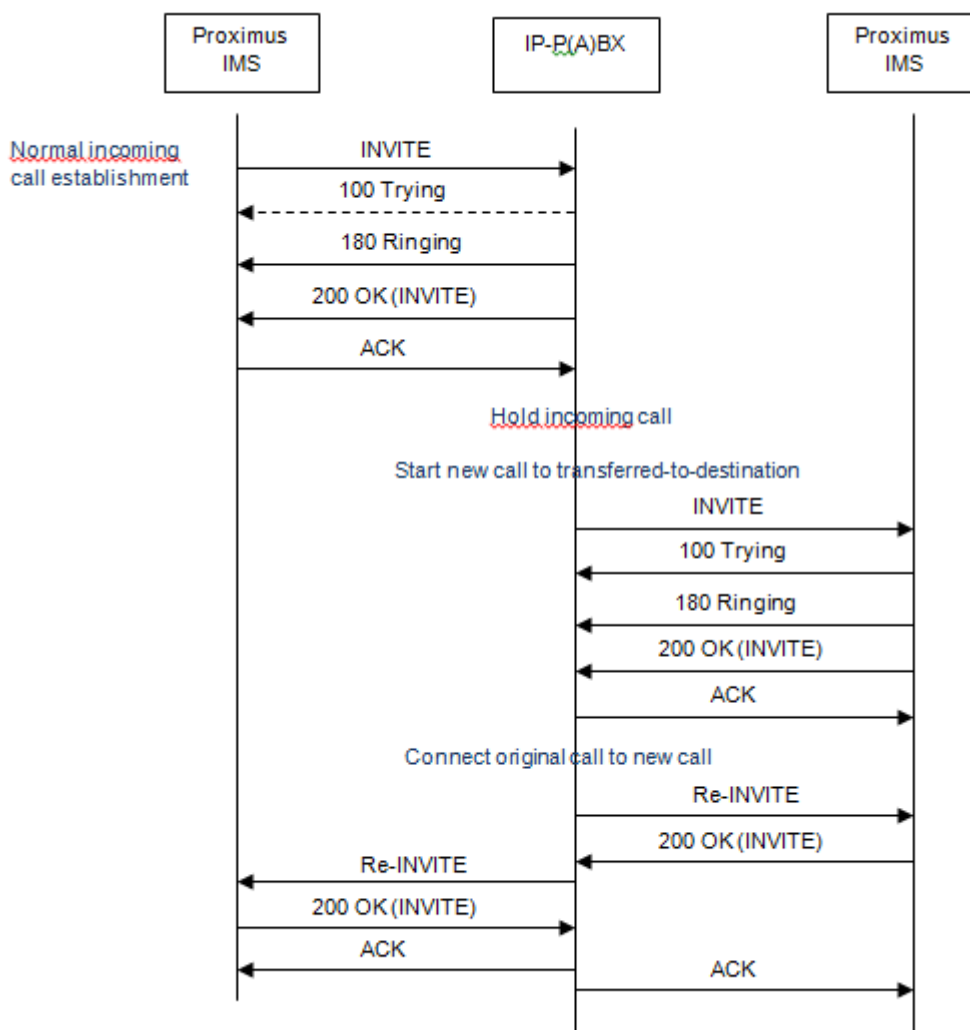 Proximus
IMS
IP-P(A)BX
Proximus
IMS
Normal incoming
call establishment
INVITE
100 Trying
180 Ringing
200 OK (INVITE)
ACK
Hold incoming call
Start new call to transferred-to-destination
INVITE
100 Trying
180 Ringing
200 OK (INVITE)
ACK
Connect original call to new call
Re-INVITE
200 OK (INVITE)
Re-INVITE
200 OK (INVITE)
ACK
ACK